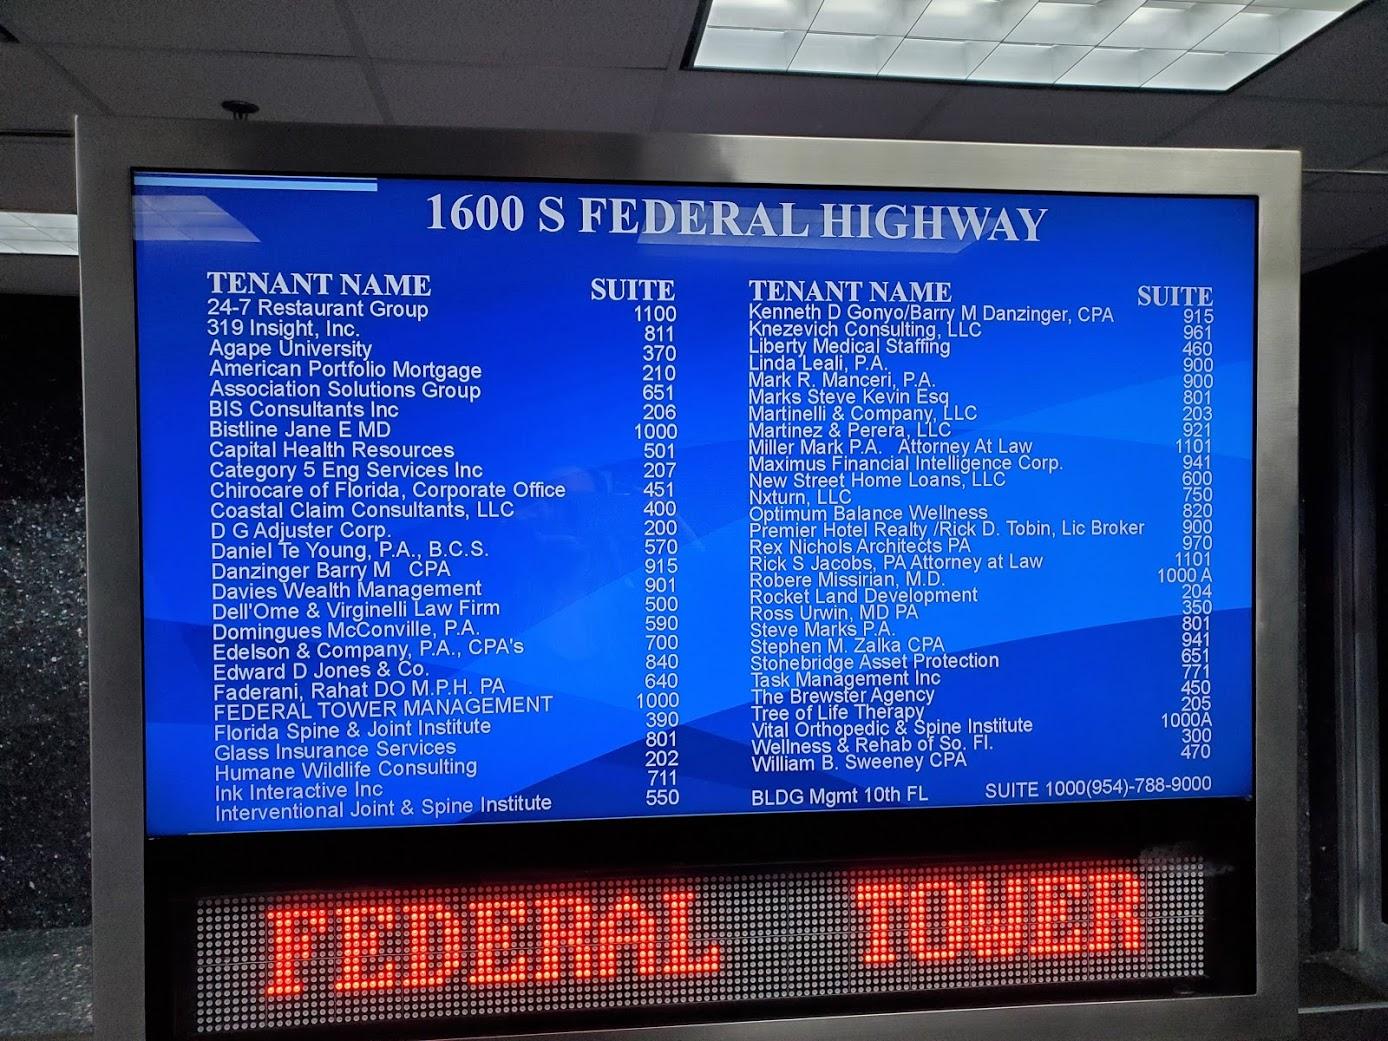 1600 S FEDERAL HIGHWAY
TENANT NAME SUITE
24-7 Restaurant Group 1100
319 Insight, Inc. 811
Agape University 370
American Portfolio Mortgage 210
Association Solutions Group 651
BIS Consultants Inc 206
Bistline Jane E MD 1000
Capital Health Resources 501
Category 5 Eng Services Inc 207
Chirocare of Florida, Corporate Office 451
Coastal Claim Consultants, LLC 400
D G Adjuster Corp. 200
Daniel Te Young, P.A., B.C.S. 570
Danzinger Barry M CPA 915
Davies Wealth Management 901
Dell'Ome & Virginelli Law Firm 500
Domingues McConville, P.A. 590
Edelson & Company, P.A., CPA's 700
Edward D Jones & Co. 840
Faderani, Rahat DO M.P.H. PA 640
FEDERAL TOWER MANAGEMENT 1000
Florida Spine & Joint Institute 390
Glass Insurance Services 801
Humane Wildlife Consulting 202
Ink Interactive Inc 711
Interventional Joint & Spine Institute 550
TENANT NAME SUITE
Kenneth D Gonyo/Barry M Danzinger, CPA 915
Knezevich Consulting, LLC 961
Liberty Medical Staffing 460
Linda Leali, P.A. 900
Mark R. Manceri, P.A. 900
Marks Steve Kevin Esq 801
Martinelli & Company, LLC 203
Martinez & Perera, LLC 921
Miller Mark P.A. Attorney At Law 1101
Maximus Financial Intelligence Corp. 941
New Street Home Loans, LLC 600
Nxturn, LLC 750
Optimum Balance Wellness 820
Premier Hotel Realty /Rick D. Tobin, Lic Broker 900
Rex Nichols Architects PA 970
Rick S Jacobs, PA Attorney at Law 1101
Robere Missirian, M.D. 1000 A
Rocket Land Development 204
Ross Urwin, MD PA 350
Steve Marks P.A. 801
Stephen M. Zaika CPA 941
Stonebridge Asset Protection 651
Task Management Inc 771
The Brewster Agency 450
Tree of Life Therapy 205
Vital Orthopedic & Spine Institute 1000A
Wellness & Rehab of So. Fl. 300
William B. Sweeney CPA 470
BLDG Mgmt 10th FL SUITE 1000(954)-788-9000
FEDERAL TOWER